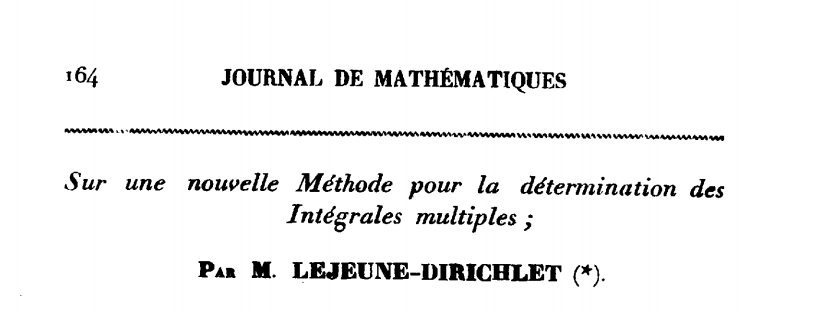 164 JOURNAL DE MATHÉMATIQUES
Sur une nouvelle Méthode pour la détermination des
Intégrales multiples ;
PAR M. LEJEUNE-DIRICHLET (*).